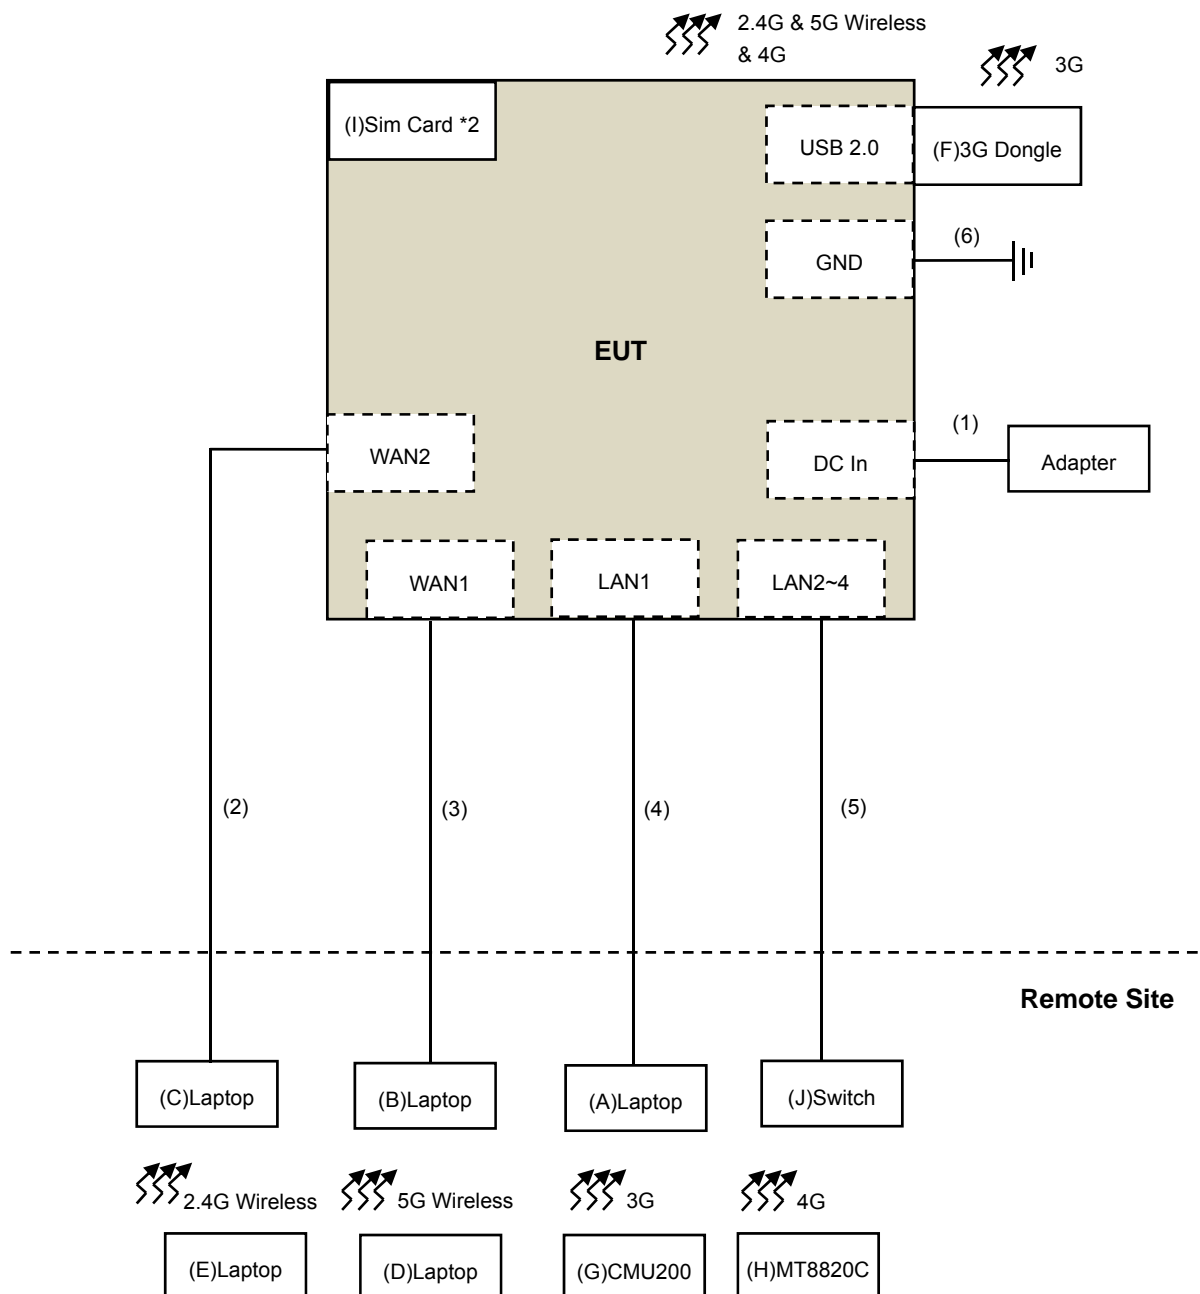 2.4G & 5G Wireless
& 4G
3G
(I)Sim Card *2
USB 2.0
(F)3G Dongle
(6)
GND
EUT
(1)
WAN2
DC In
Adapter
WAN1
LAN1
LAN2~4
(2)
(3)
(4)
(5)
Remote Site
(C)Laptop
(B)Laptop
(A)Laptop
(J)Switch
2.4G Wireless
5G Wireless
3G
4G
(E)Laptop
(D)Laptop
(G)CMU200
(H)MT8820C